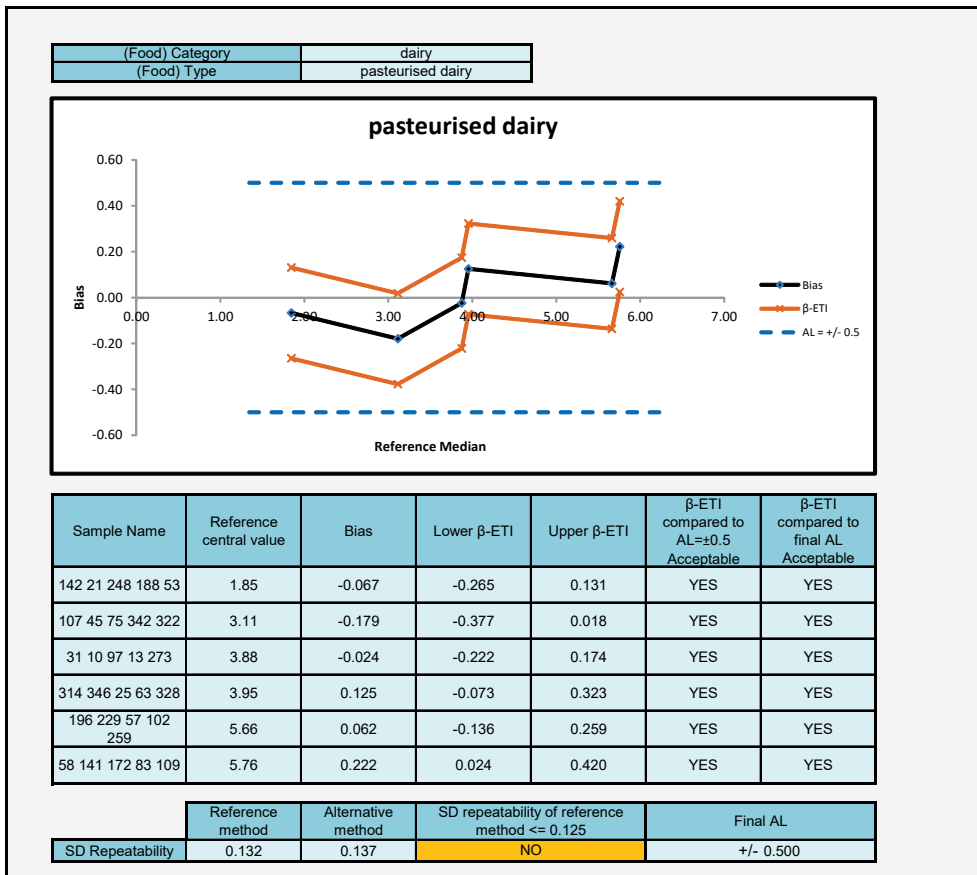 (Food) Category dairy
(Food) Type pasteurised dairy
pasteurised dairy
0.60
0.40
0.20
0.00
-0.20
-0.40
-0.60
Bias
0.00 1.00 2.00 3.00 4.00 5.00 6.00 7.00
Reference Median
Bias
β-ETI
AL = +/- 0.5
Sample Name Reference central value Bias Lower β-ETI Upper β-ETI β-ETI compared to AL=±0.5 Acceptable β-ETI compared to final AL Acceptable
142 21 248 188 53 1.85 -0.067 -0.265 0.131 YES YES
107 45 75 342 322 3.11 -0.179 -0.377 0.018 YES YES
31 10 97 13 273 3.88 -0.024 -0.222 0.174 YES YES
314 346 25 63 328 3.95 0.125 -0.073 0.323 YES YES
196 229 57 102 259 5.66 0.062 -0.136 0.259 YES YES
58 141 172 83 109 5.76 0.222 0.024 0.420 YES YES
Reference method Alternative method SD repeatability of reference method <= 0.125 Final AL
SD Repeatability 0.132 0.137 NO +/- 0.500